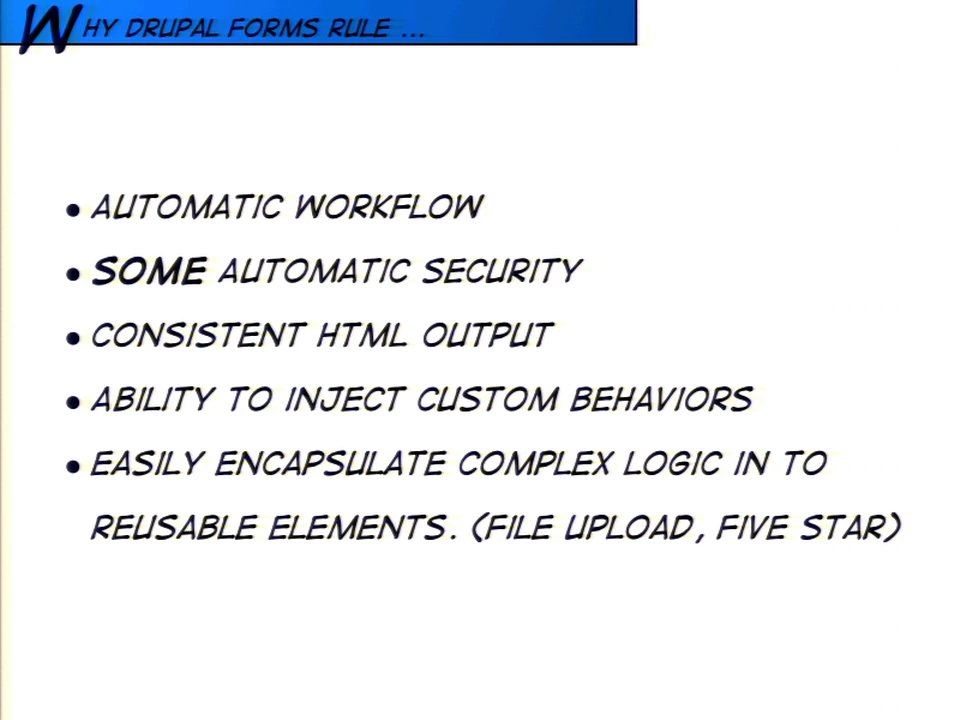 WHY DRUPAL FORMS RULE ...
• AUTOMATIC WORKFLOW
• SOME AUTOMATIC SECURITY
• CONSISTENT HTML OUTPUT
• ABILITY TO INJECT CUSTOM BEHAVIORS
• EASILY ENCAPSULATE COMPLEX LOGIC IN TO
REUSABLE ELEMENTS. (FILE UPLOAD, FIVE STAR)